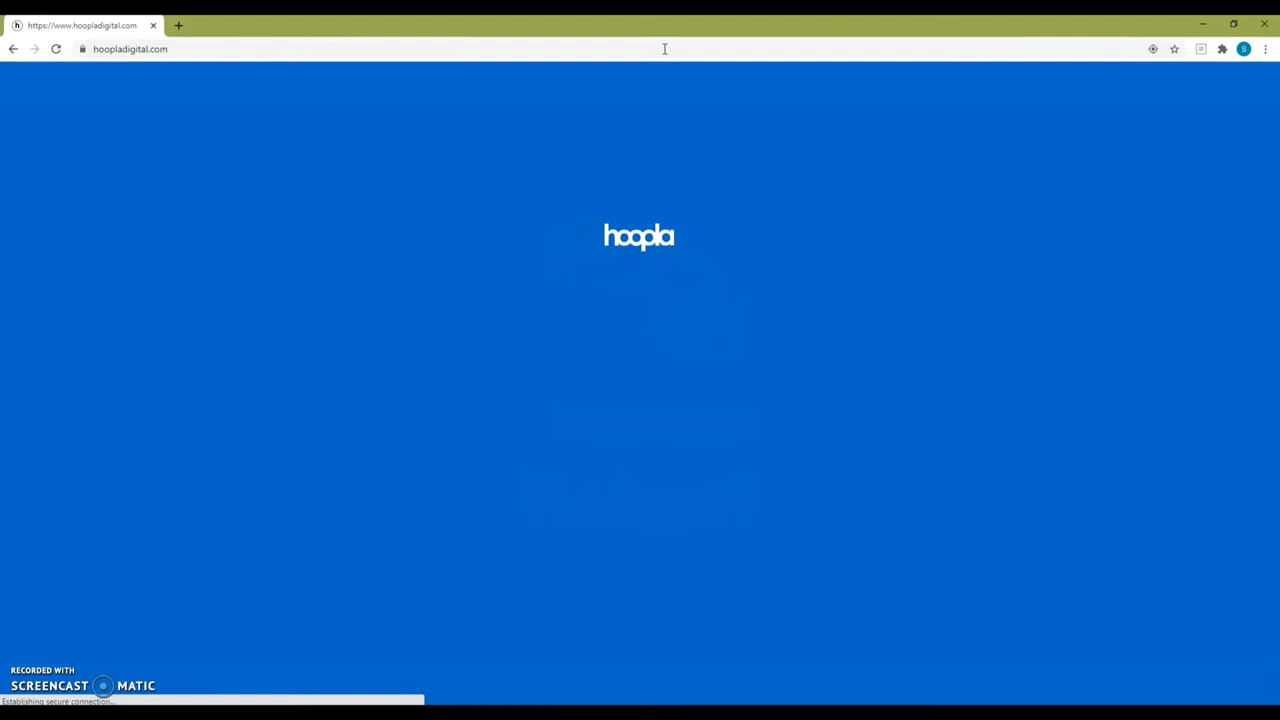 https://www.hoopladigital.com
hoopladigital.com
S
hoopla
RECORDED WITH
SCREENCAST MATIC
Establishing secure connection...